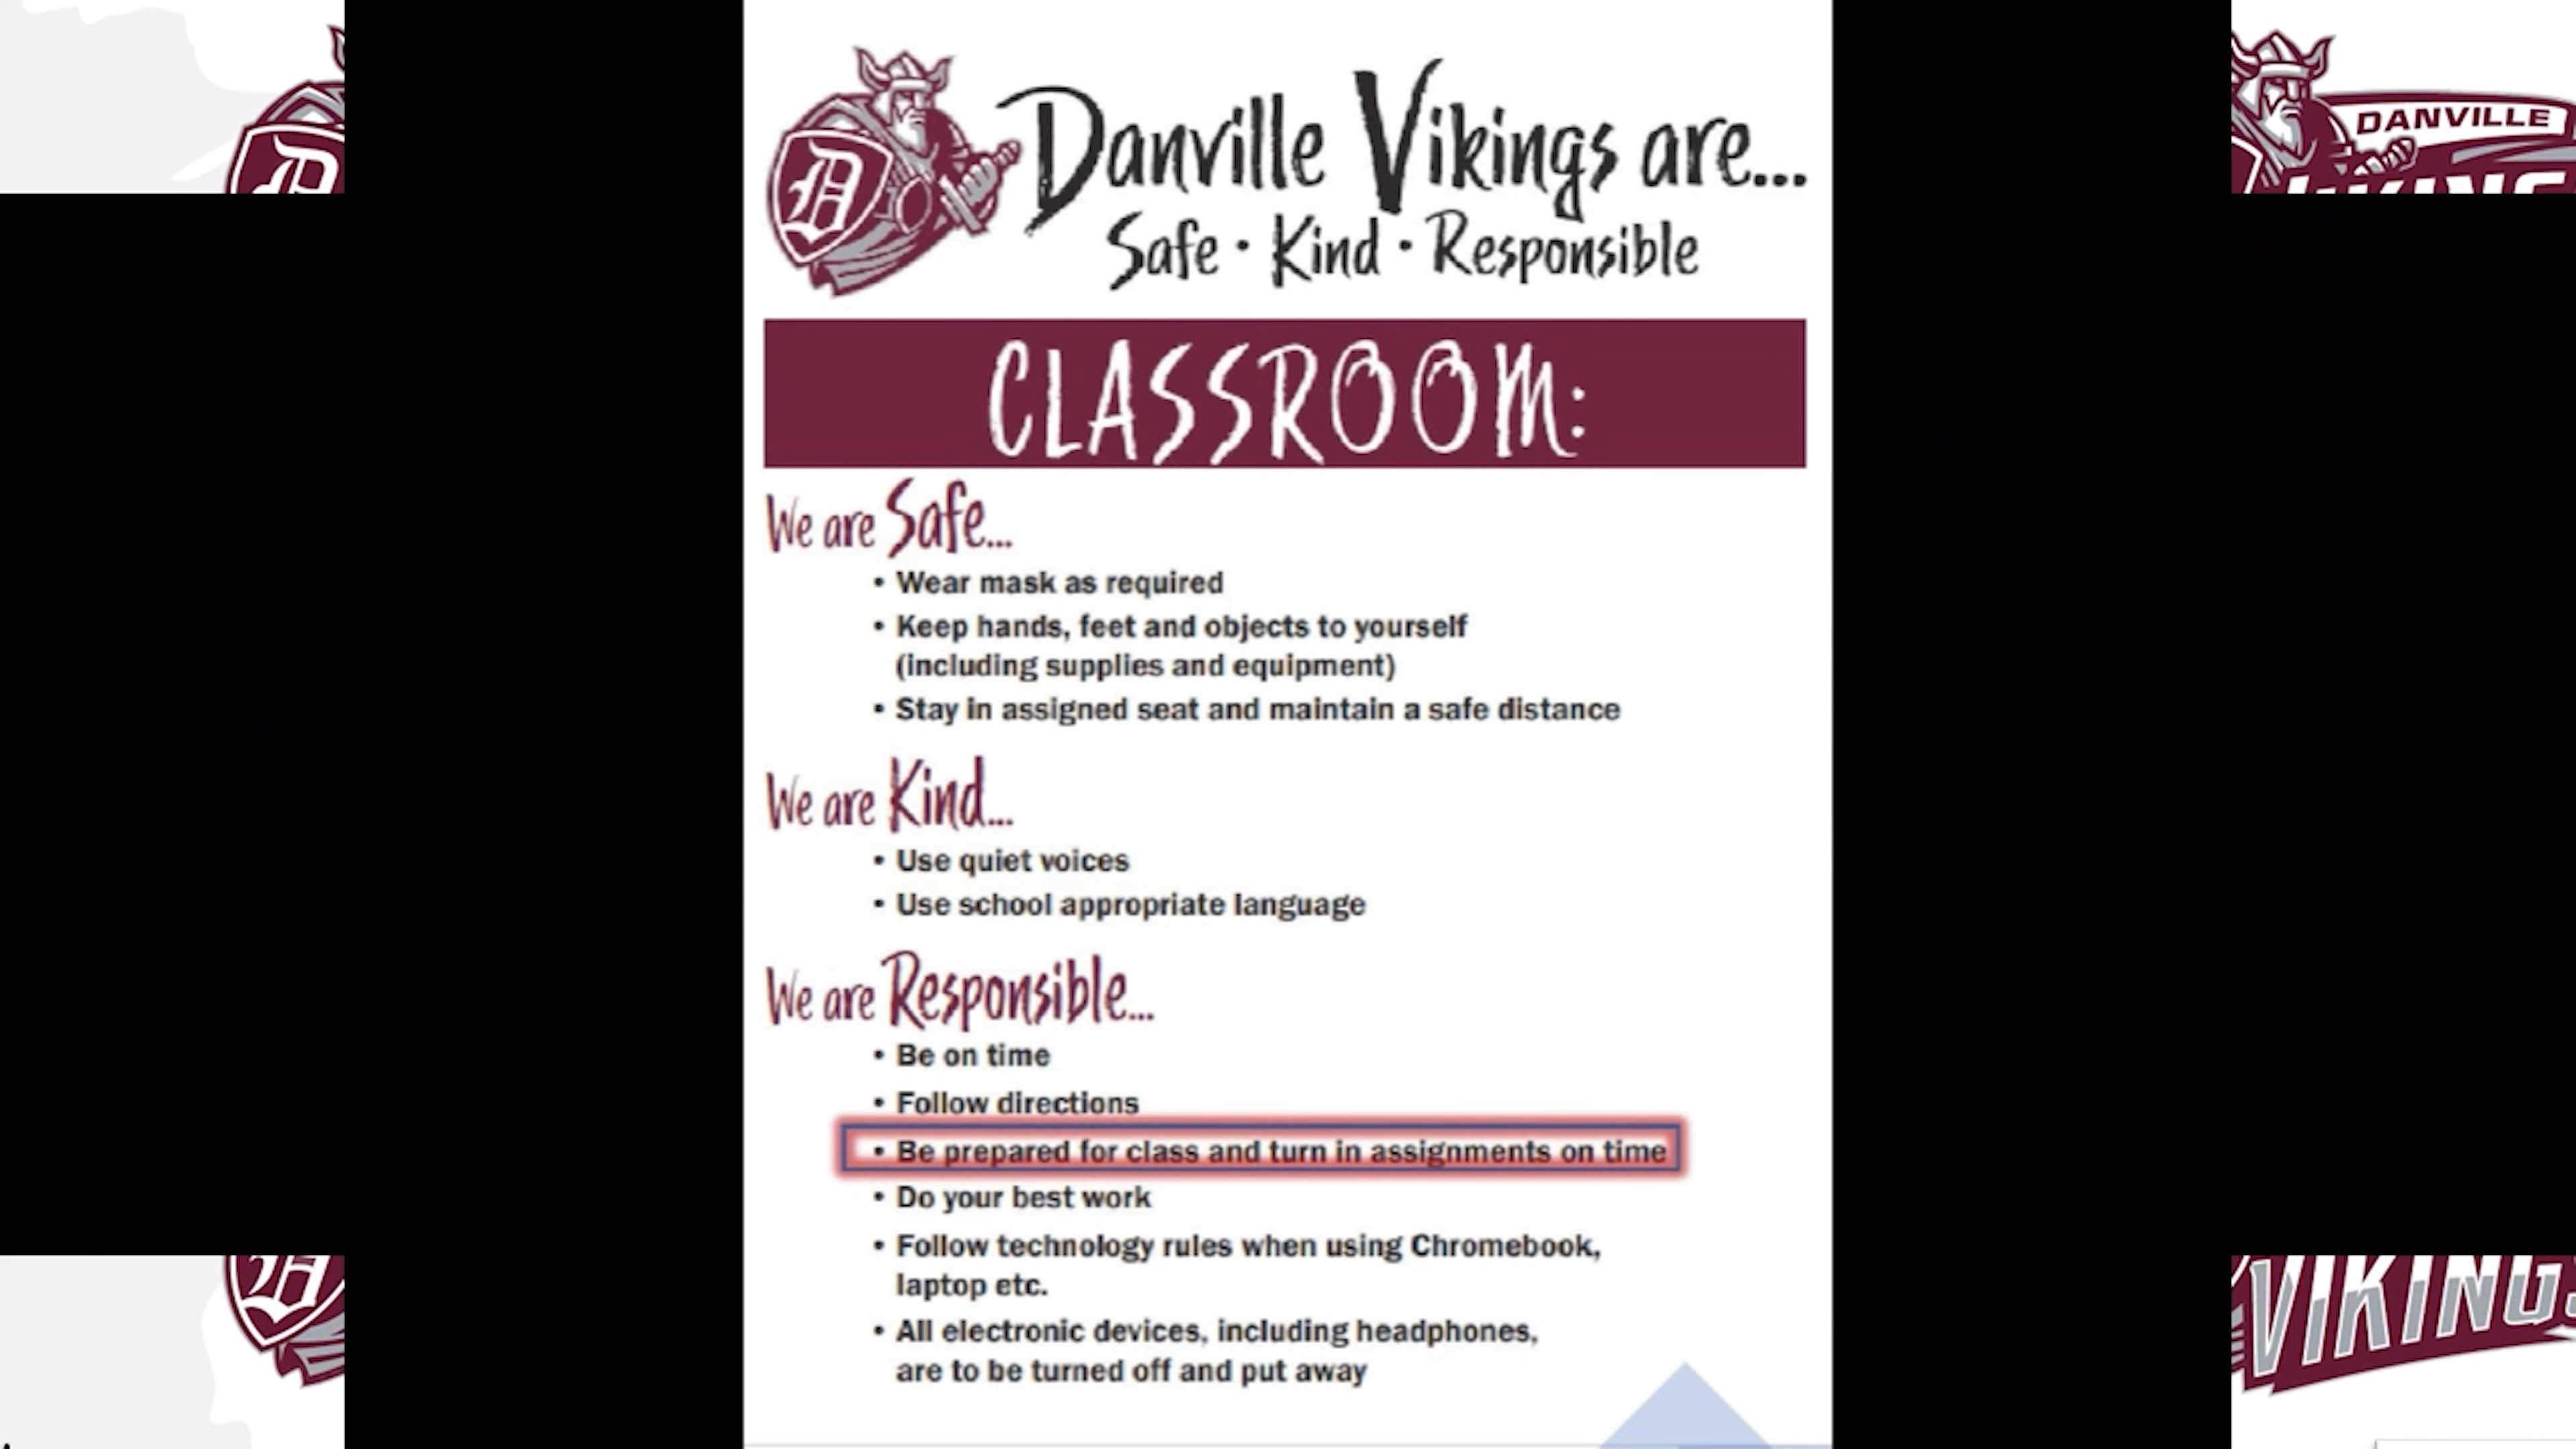 DANVILLE
VIKINGS
D
Danville Vikings are...
Safe · Kind · Responsible
CLASSROOM:
We are Safe...
• Wear mask as required
• Keep hands, feet and objects to yourself
(including supplies and equipment)
• Stay in assigned seat and maintain a safe distance
We are Kind...
• Use quiet voices
• Use school appropriate language
We are Responsible...
• Be on time
• Follow directions
• Be prepared for class and turn in assignments on time
• Do your best work
• Follow technology rules when using Chromebook,
laptop etc.
• All electronic devices, including headphones,
are to be turned off and put away
D
VIKINGS